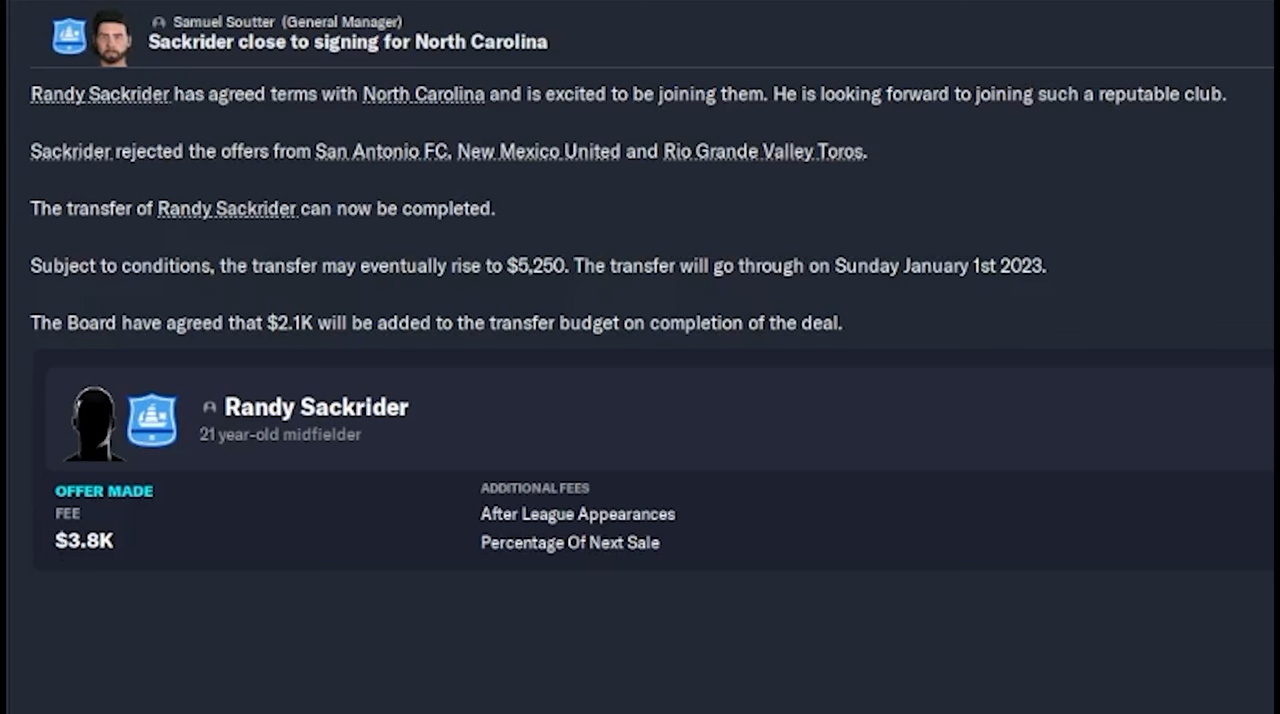 Samuel Soutter (General Manager)
Sackrider close to signing for North Carolina
Randy Sackrider has agreed terms with North Carolina and is excited to be joining them. He is looking forward to joining such a reputable club.
Sackrider rejected the offers from San Antonio FC, New Mexico United and Rio Grande Valley Toros.
The transfer of Randy Sackrider can now be completed.
Subject to conditions, the transfer may eventually rise to $5,250. The transfer will go through on Sunday January 1st 2023.
The Board have agreed that $2.1K will be added to the transfer budget on completion of the deal.
Randy Sackrider
21 year-old midfielder
OFFER MADE
FEE
$3.8K
ADDITIONAL FEES
After League Appearances
Percentage Of Next Sale